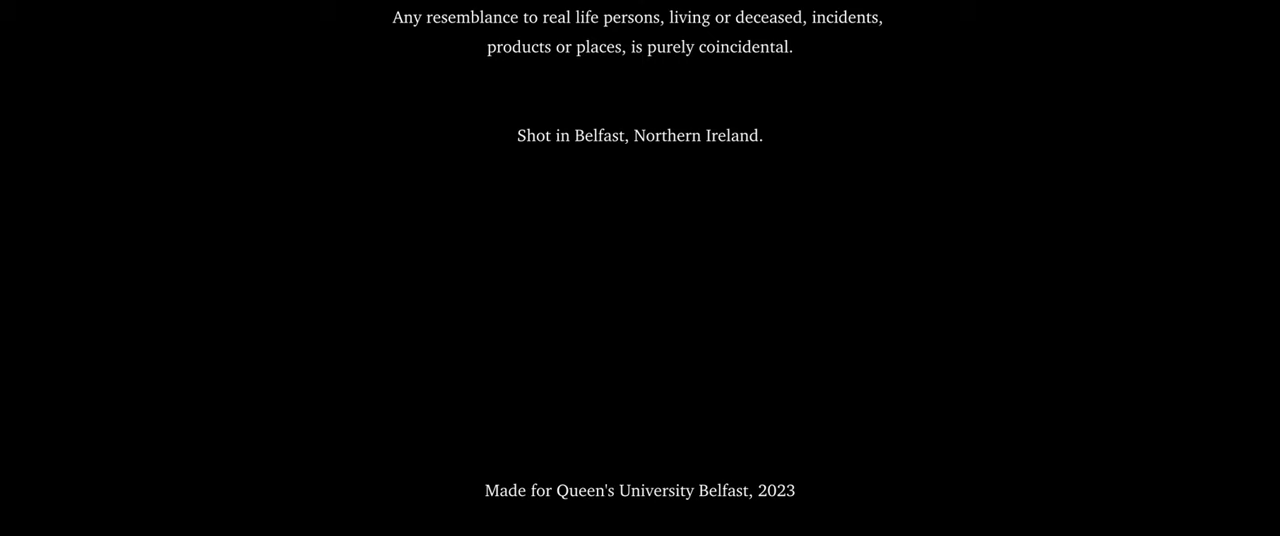 Any resemblance to real life persons, living or deceased, incidents,
products or places, is purely coincidental.
Shot in Belfast, Northern Ireland.
Made for Queen's University Belfast, 2023